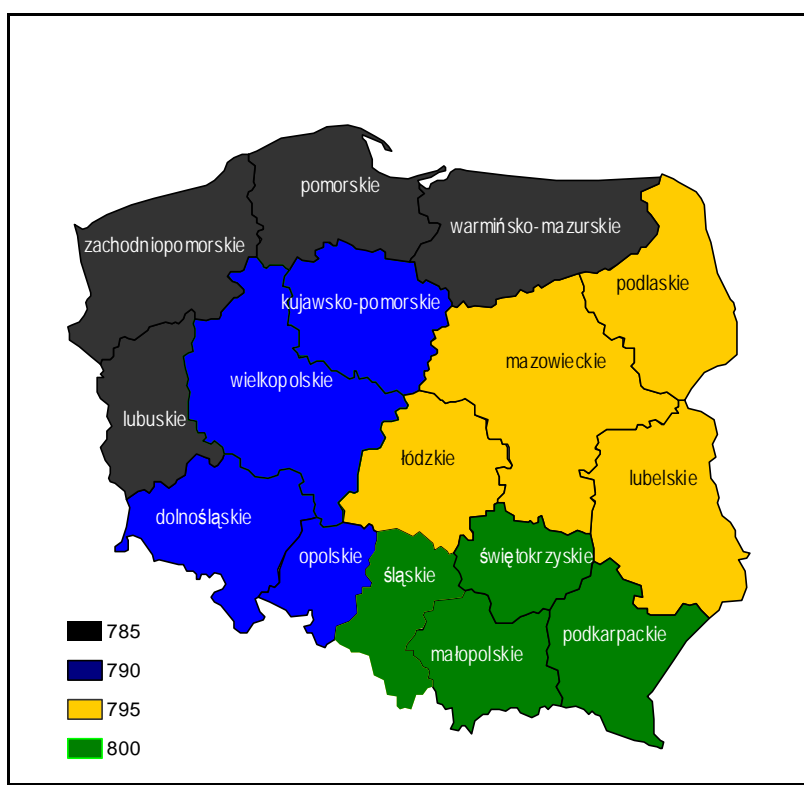 pomorskie
warmińsko-mazurskie
zachodniopomorskie
podlaskie
kujawsko-pomorskie
mazowieckie
wielkopolskie
lubuskie
łódzkie
lubelskie
dolnośląskie
opolskie
świętokrzyskie
śląskie
podkarpackie
małopolskie
785
790
795
800